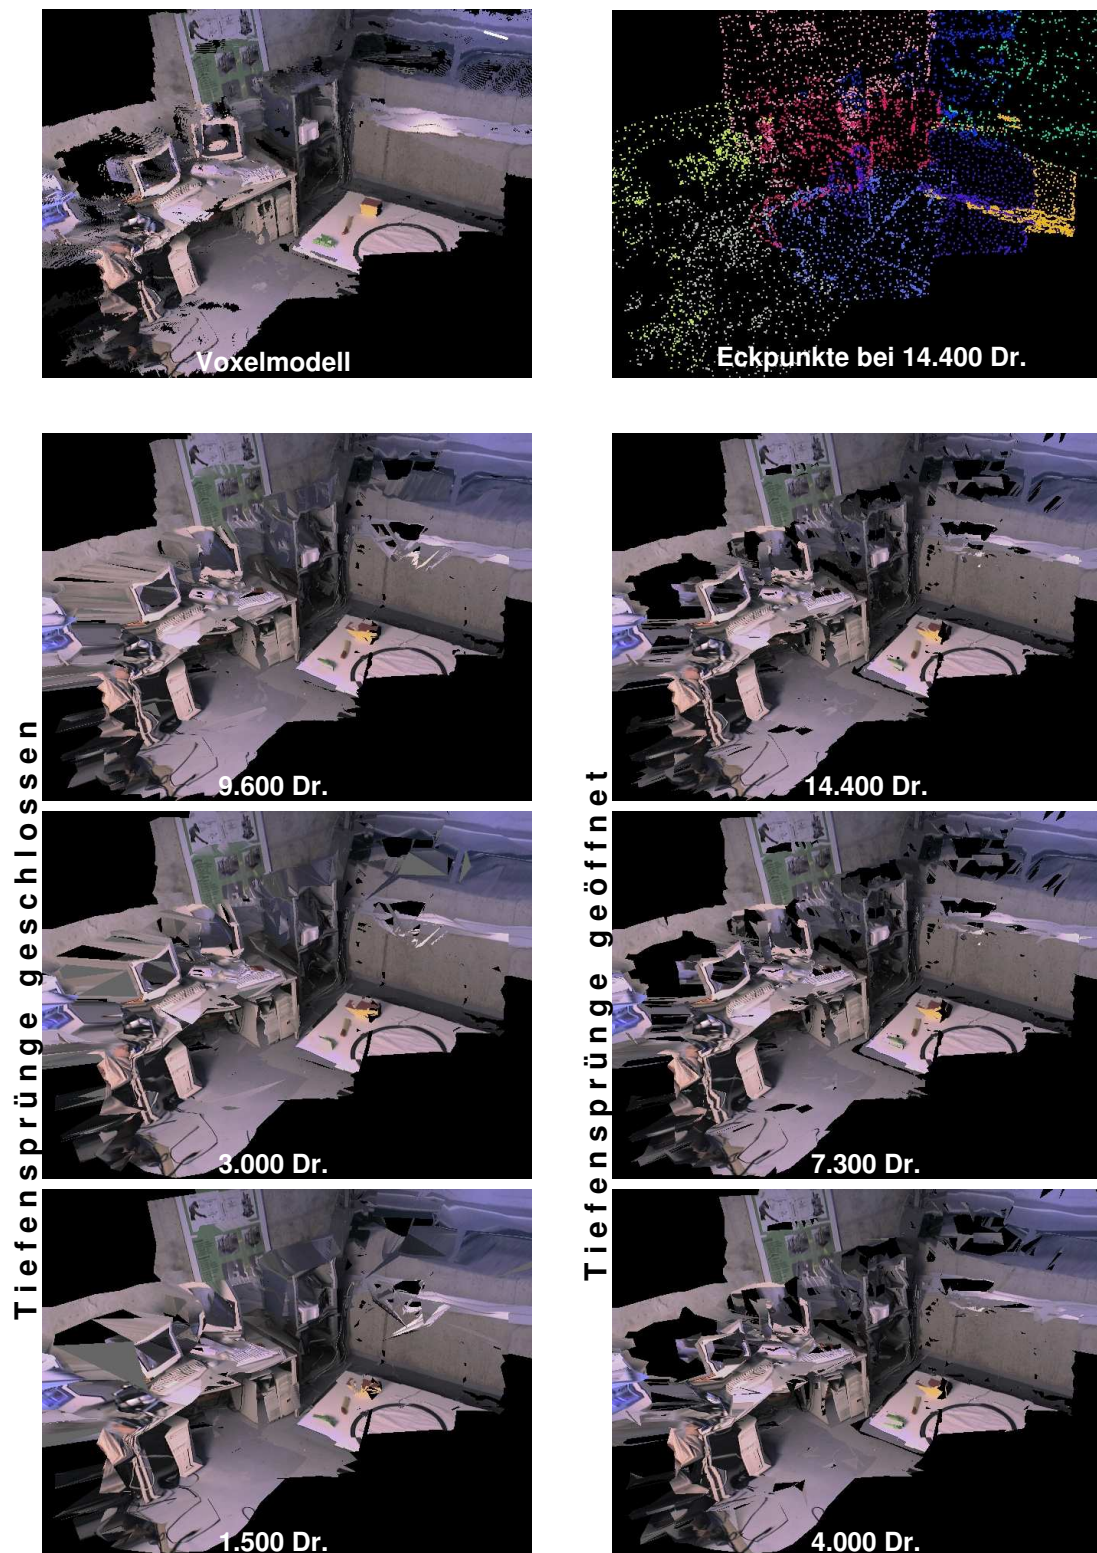 Voxelmodell
Eckpunkte bei 14.400 Dr.
Tiefensprünge geschlossen
9.600 Dr.
3.000 Dr.
1.500 Dr.
Tiefensprünge geöffnet
14.400 Dr.
7.300 Dr.
4.000 Dr.